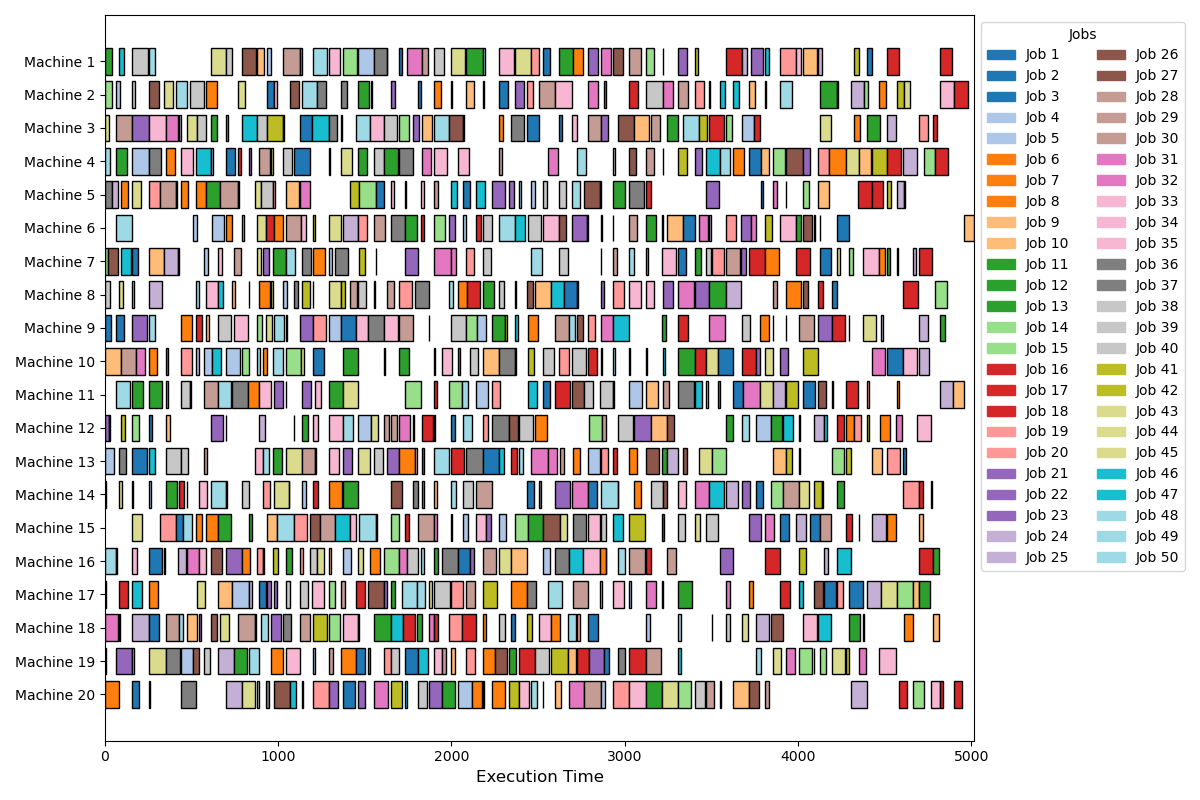 Machine 1
Machine 2
Machine 3
Machine 4
Machine 5
Machine 6
Machine 7
Machine 8
Machine 9
Machine 10
Machine 11
Machine 12
Machine 13
Machine 14
Machine 15
Machine 16
Machine 17
Machine 18
Machine 19
Machine 20
0 1000 2000 3000 4000 5000
Execution Time
Jobs
Job 1 Job 26
Job 2 Job 27
Job 3 Job 28
Job 4 Job 29
Job 5 Job 30
Job 6 Job 31
Job 7 Job 32
Job 8 Job 33
Job 9 Job 34
Job 10 Job 35
Job 11 Job 36
Job 12 Job 37
Job 13 Job 38
Job 14 Job 39
Job 15 Job 40
Job 16 Job 41
Job 17 Job 42
Job 18 Job 43
Job 19 Job 44
Job 20 Job 45
Job 21 Job 46
Job 22 Job 47
Job 23 Job 48
Job 24 Job 49
Job 25 Job 50